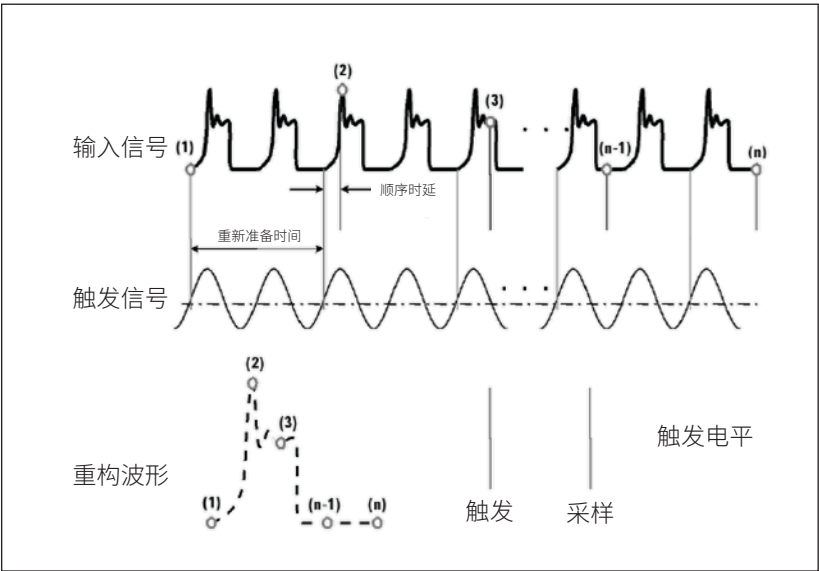 (2)
(3)
输入信号 (1)
(n-1)
(n)
顺序时延
重新准备时间
触发信号
(2)
(3)
触发电平
重构波形
(1)
(n-1)
(n)
触发
采样